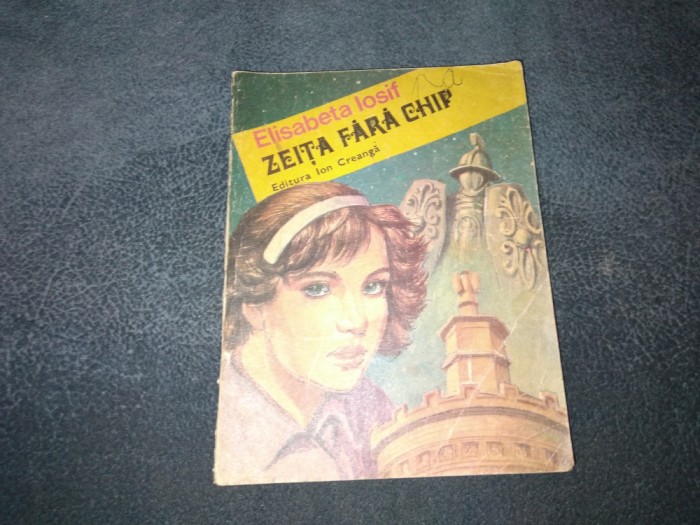 Elisabeta Iosif
ZEIȚA FĂRĂ CHIP
Editura Ion Creangă